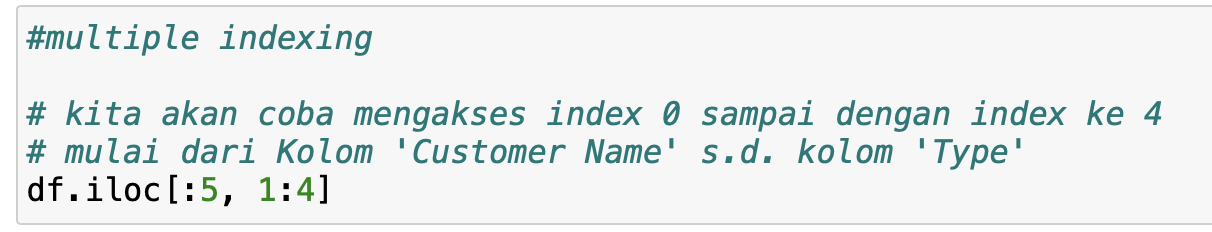 #multiple indexing
# kita akan coba mengakses index 0 sampai dengan index ke 4
# mulai dari Kolom 'Customer Name' s.d. kolom 'Type'
df.iloc[:5, 1:4]